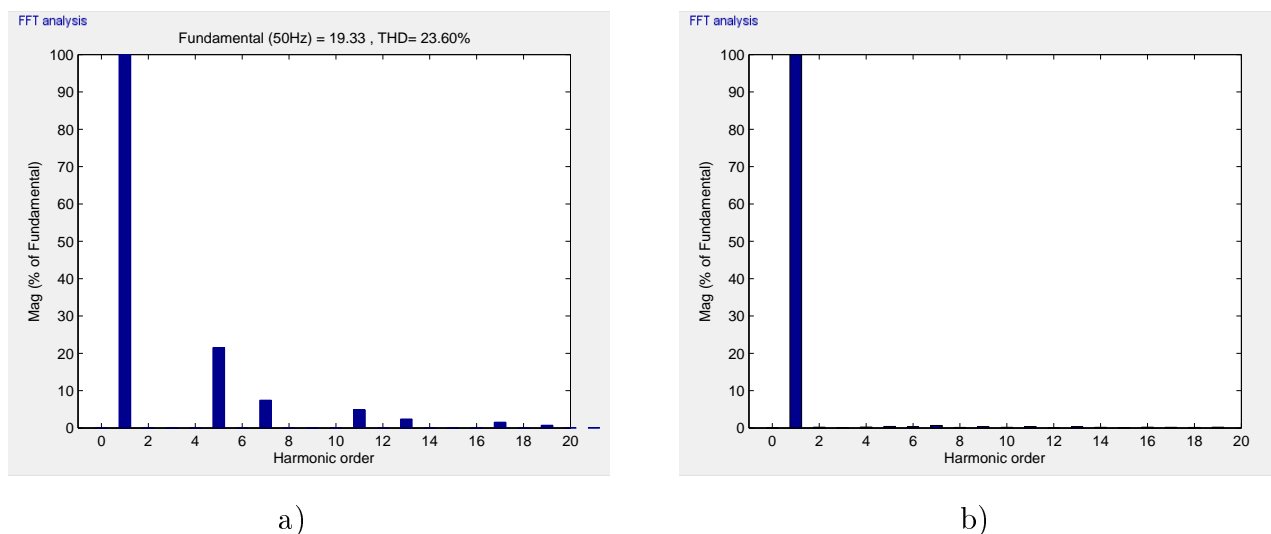 FFT analysis
Fundamental (50Hz) = 19.33 , THD= 23.60%
100
90
80
70
60
50
40
30
20
10
0
Mag (% of Fundamental)
0 2 4 6 8 10 12 14 16 18 20
Harmonic order
a)
FFT analysis
100
90
80
70
60
50
40
30
20
10
0
Mag (% of Fundamental)
0 2 4 6 8 10 12 14 16 18 20
Harmonic order
b)